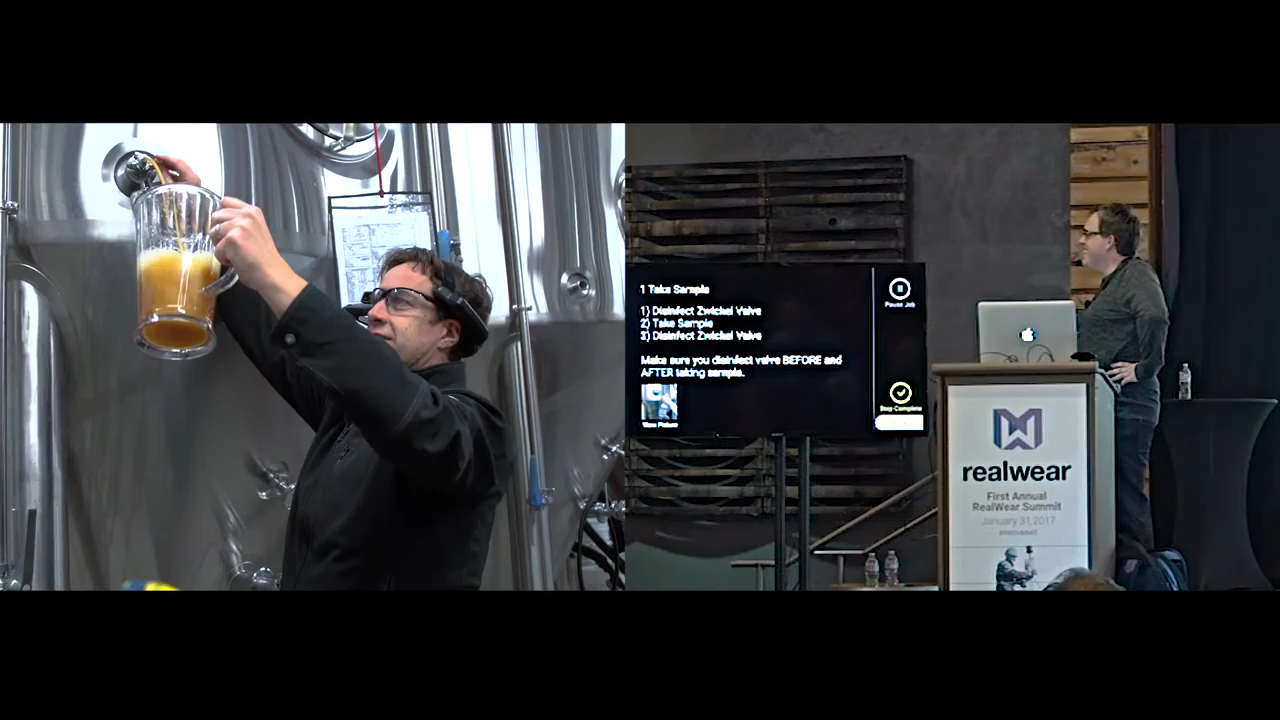 1 Take Sample
1) Disinfect Zwickel Valve
2) Take Sample
3) Disinfect Zwickel Valve
Make sure you disinfect valve BEFORE and
AFTER taking sample.
View Picture
Pause Job
Step Complete
realwear
First Annual
RealWear Summit
January 31, 2017